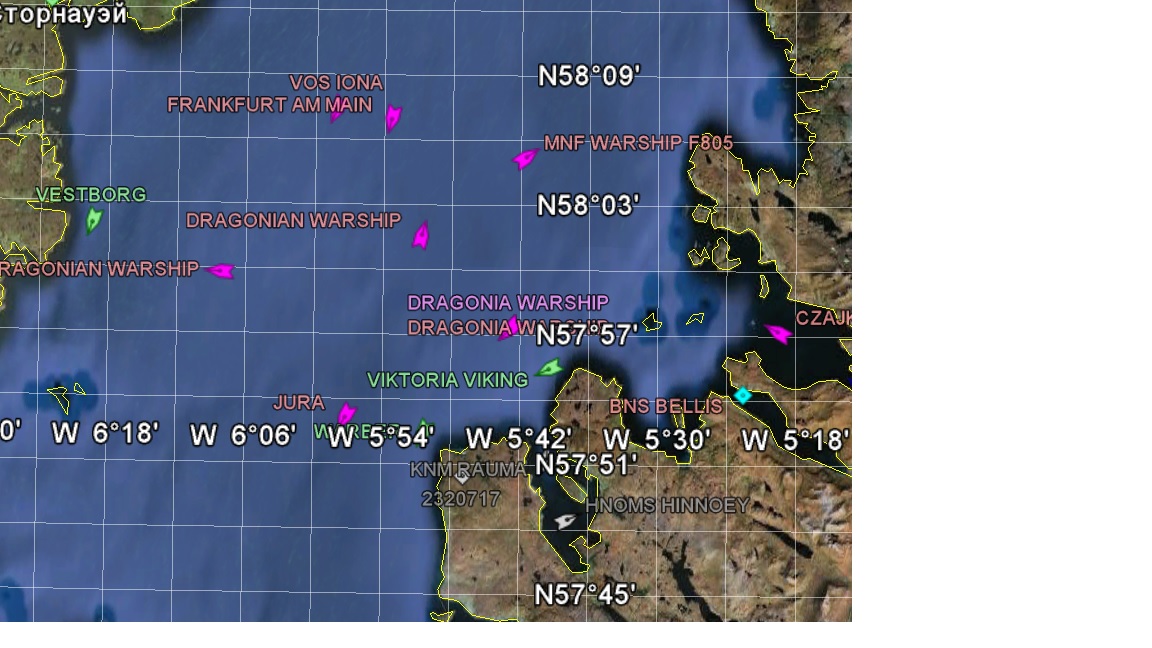 Сторнауэй
N58°09'
VOS IONA
FRANKFURT AM MAIN
MNF WARSHIP F805
VESTBORG
N58°03'
DRAGONIAN WARSHIP
RAGONIAN WARSHIP
DRAGONIA WARSHIP
DRAGONIA WARSHIP
N57°57'
CZAJK
VIKTORIA VIKING
JURA
BNS BELLIS
0'
W 6°18'
W 6°06'
W 5°54'
W 5°42'
W 5°30'
W 5°18'
KNM RAUMA
N57°51'
2320717
HNOMS HINNOEY
N57°45'